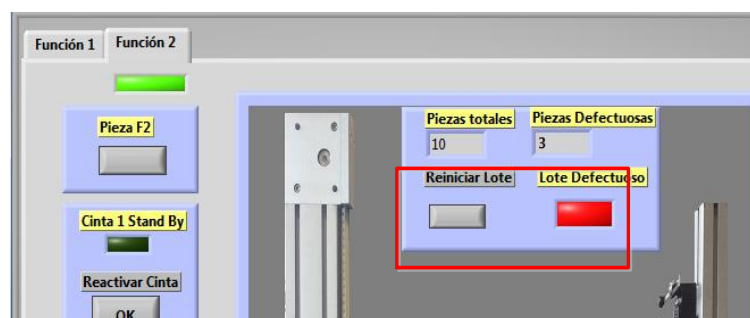 Función 1
Función 2
Pieza F2
Cinta 1 Stand By
Reactivar Cinta
OK
Piezas totales
Piezas Defectuosas
10
3
Reiniciar Lote
Lote Defectuoso